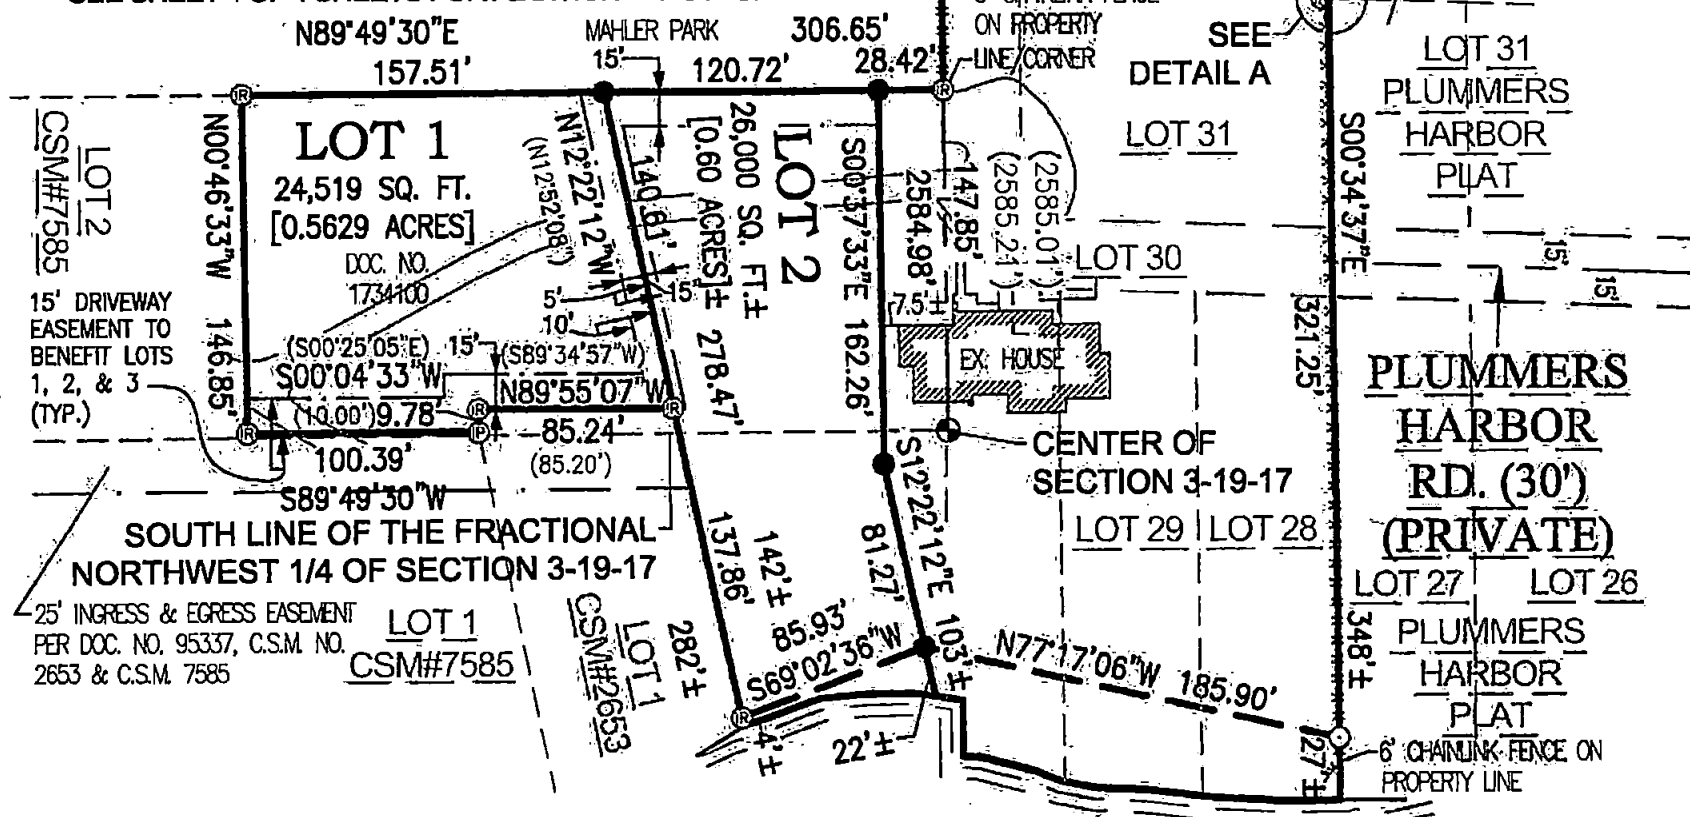 N89°49'30"E
157.51'
MAHLER PARK
15'
120.72'
306.65'
28.42'
ON PROPERTY
LINE/CORNER
SEE
DETAIL A
LOT 31
PLUMMERS
HARBOR
PLAT
LOT 31
LOT 2
CSM#7585
N00°46'33"W
146.85'
LOT 1
24,519 SQ. FT.
[0.5629 ACRES]
DOC. NO.
1734100
N12°22'12"W
(N12°52'08")
140.61'
278.47'
LOT 2
26,000 SQ. FT.±
[0.60 ACRES]±
S00°37'33"E
162.26'
2584.98'
147.85'
(2585.21')
(2585.01')
S00°34'37"E
321.25'
LOT 30
15'
15'
15' DRIVEWAY
EASEMENT TO
BENEFIT LOTS
1, 2, & 3
(TYP.)
5'
15'
10'
7.5'±
(S00°25'05"E)
S00°04'33"W
(10.00')9.78'
15'
(S89°34'57"W)
N89°55'07"W
85.24'
(85.20')
100.39'
S89°49'30"W
EX. HOUSE
CENTER OF
SECTION 3-19-17
PLUMMERS
HARBOR
RD. (30')
(PRIVATE)
SOUTH LINE OF THE FRACTIONAL
NORTHWEST 1/4 OF SECTION 3-19-17
LOT 29
LOT 28
LOT 27
LOT 26
PLUMMERS
HARBOR
PLAT
25' INGRESS & EGRESS EASEMENT
PER DOC. NO. 95337, C.S.M. NO.
2653 & C.S.M. 7585
LOT 1
CSM#7585
LOT 1
CSM#2653
137.86'
142'±
282'±
S12°22'12"E
81.27'
103'±
85.93'
S69°02'36"W
N77°17'06"W
185.90'
348'±
4'±
22'±
27'±
6' CHAINLINK FENCE ON
PROPERTY LINE